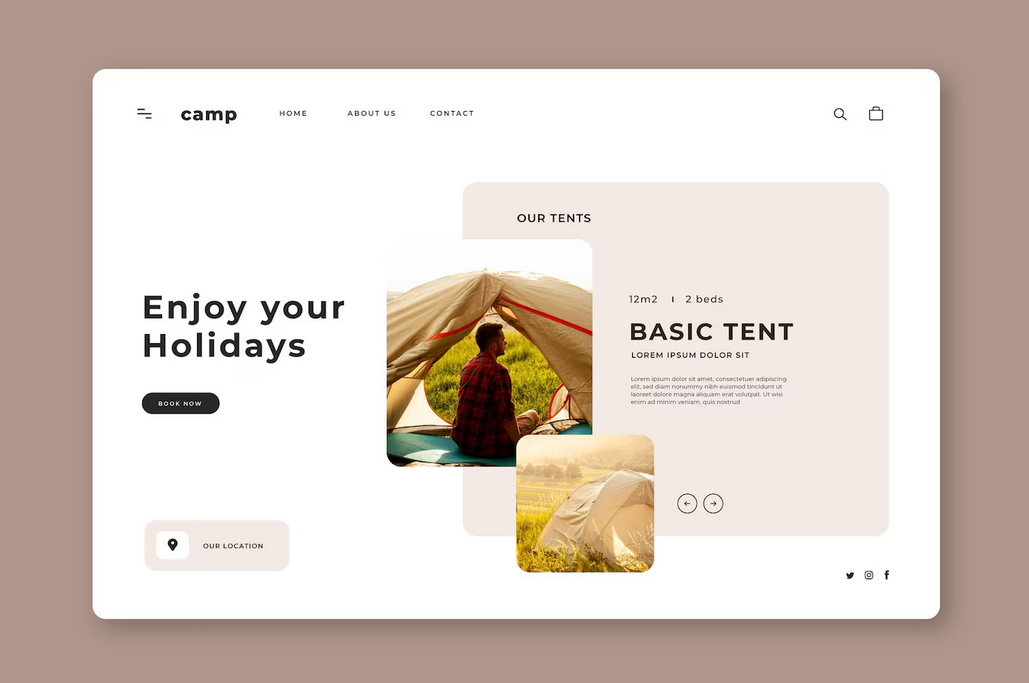 camp
HOME
ABOUT US
CONTACT
OUR TENTS
Enjoy your
Holidays
BOOK NOW
12m2 I 2 beds
BASIC TENT
LOREM IPSUM DOLOR SIT
Lorem ipsum dolor sit amet, consectetuer adipiscing
elit, sed diam nonummy nibh euismod tincidunt ut
laoreet dolore magna aliquam erat volutpat. Ut wisi
enim ad minim veniam, quis nostrud
OUR LOCATION